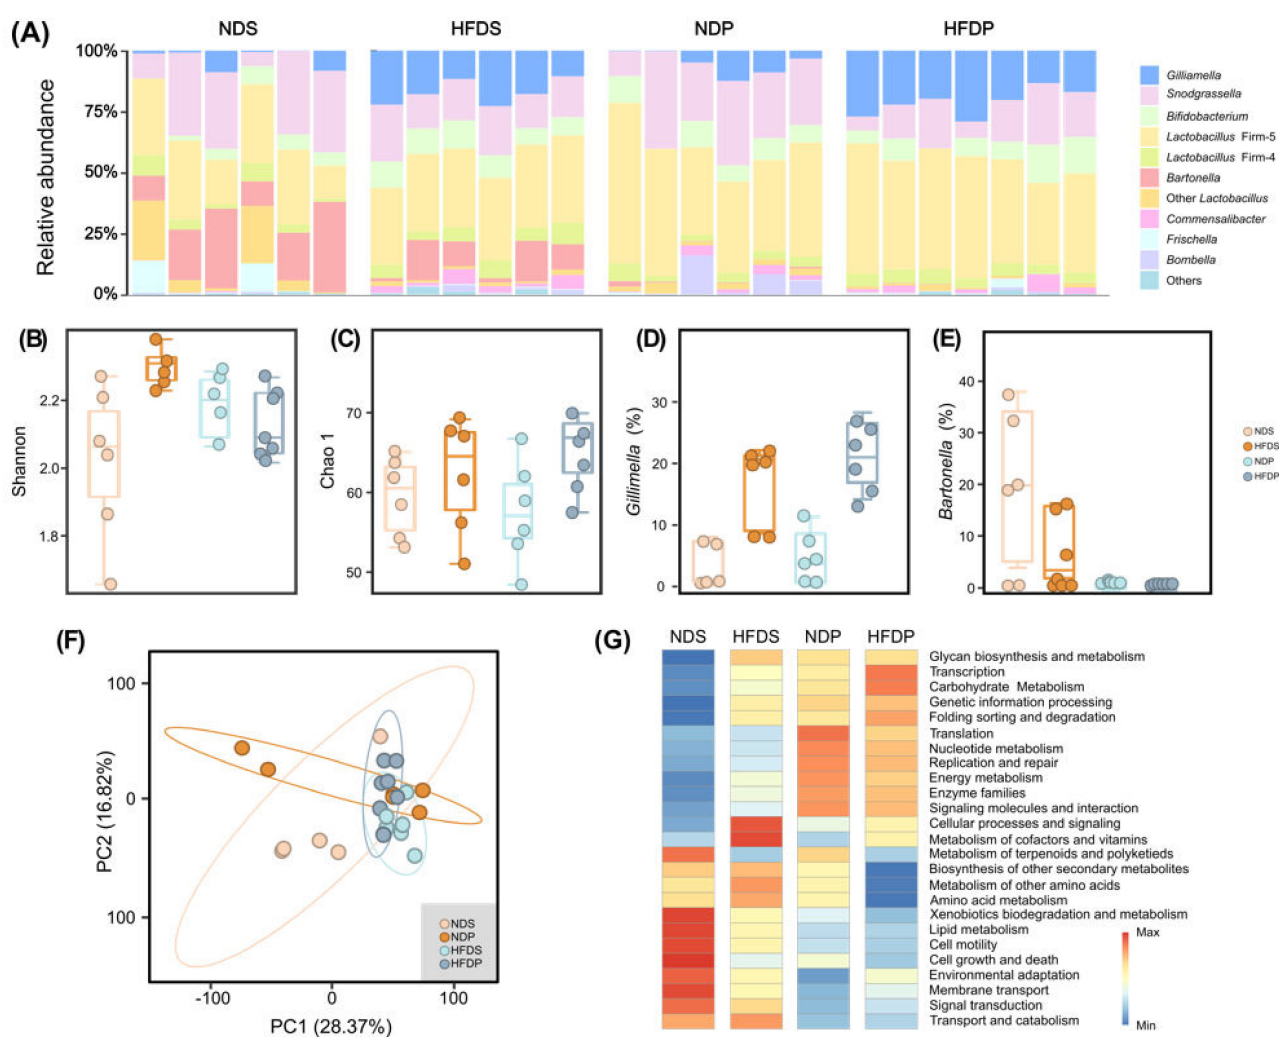 (A)
NDS HFDS NDP HFDP
Relative abundance
100%
75%
50%
25%
0%
Gilliamella
Snodgrassella
Bifidobacterium
Lactobacillus Firm-5
Lactobacillus Firm-4
Bartonella
Other Lactobacillus
Commensalibacter
Frischella
Bombella
Others
(B)
Shannon
2.2
2.0
1.8
(C)
Chao 1
70
60
50
(D)
Gillimella (%)
30
20
10
0
(E)
Bartonella (%)
40
30
20
10
0
NDS
HFDS
NDP
HFDP
(F)
PC2 (16.82%)
100
0
100
-100 0 100
PC1 (28.37%)
NDS
NDP
HFDS
HFDP
(G)
NDS HFDS NDP HFDP
Glycan biosynthesis and metabolism
Transcription
Carbohydrate Metabolism
Genetic information processing
Folding sorting and degradation
Translation
Nucleotide metabolism
Replication and repair
Energy metabolism
Enzyme families
Signaling molecules and interaction
Cellular processes and signaling
Metabolism of cofactors and vitamins
Metabolism of terpenoids and polyketieds
Biosynthesis of other secondary metabolites
Metabolism of other amino acids
Amino acid metabolism
Xenobiotics biodegradation and metabolism
Lipid metabolism
Cell motility
Cell growth and death
Environmental adaptation
Membrane transport
Signal transduction
Transport and catabolism
Max
Min